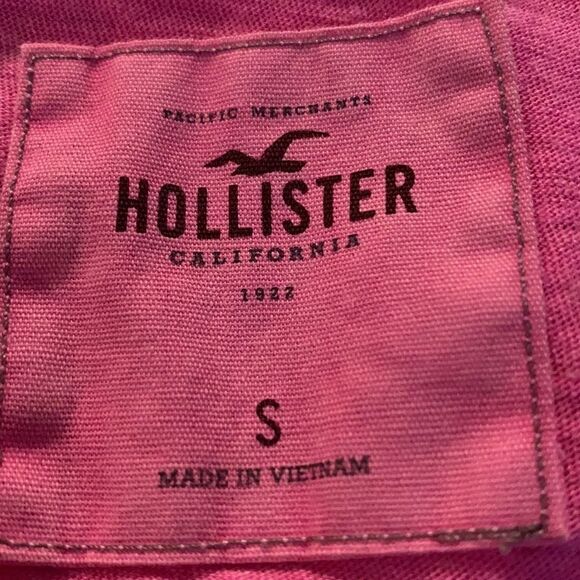 PACIFIC MERCHANTS
HOLLISTER
CALIFORNIA
1922
S
MADE IN VIETNAM